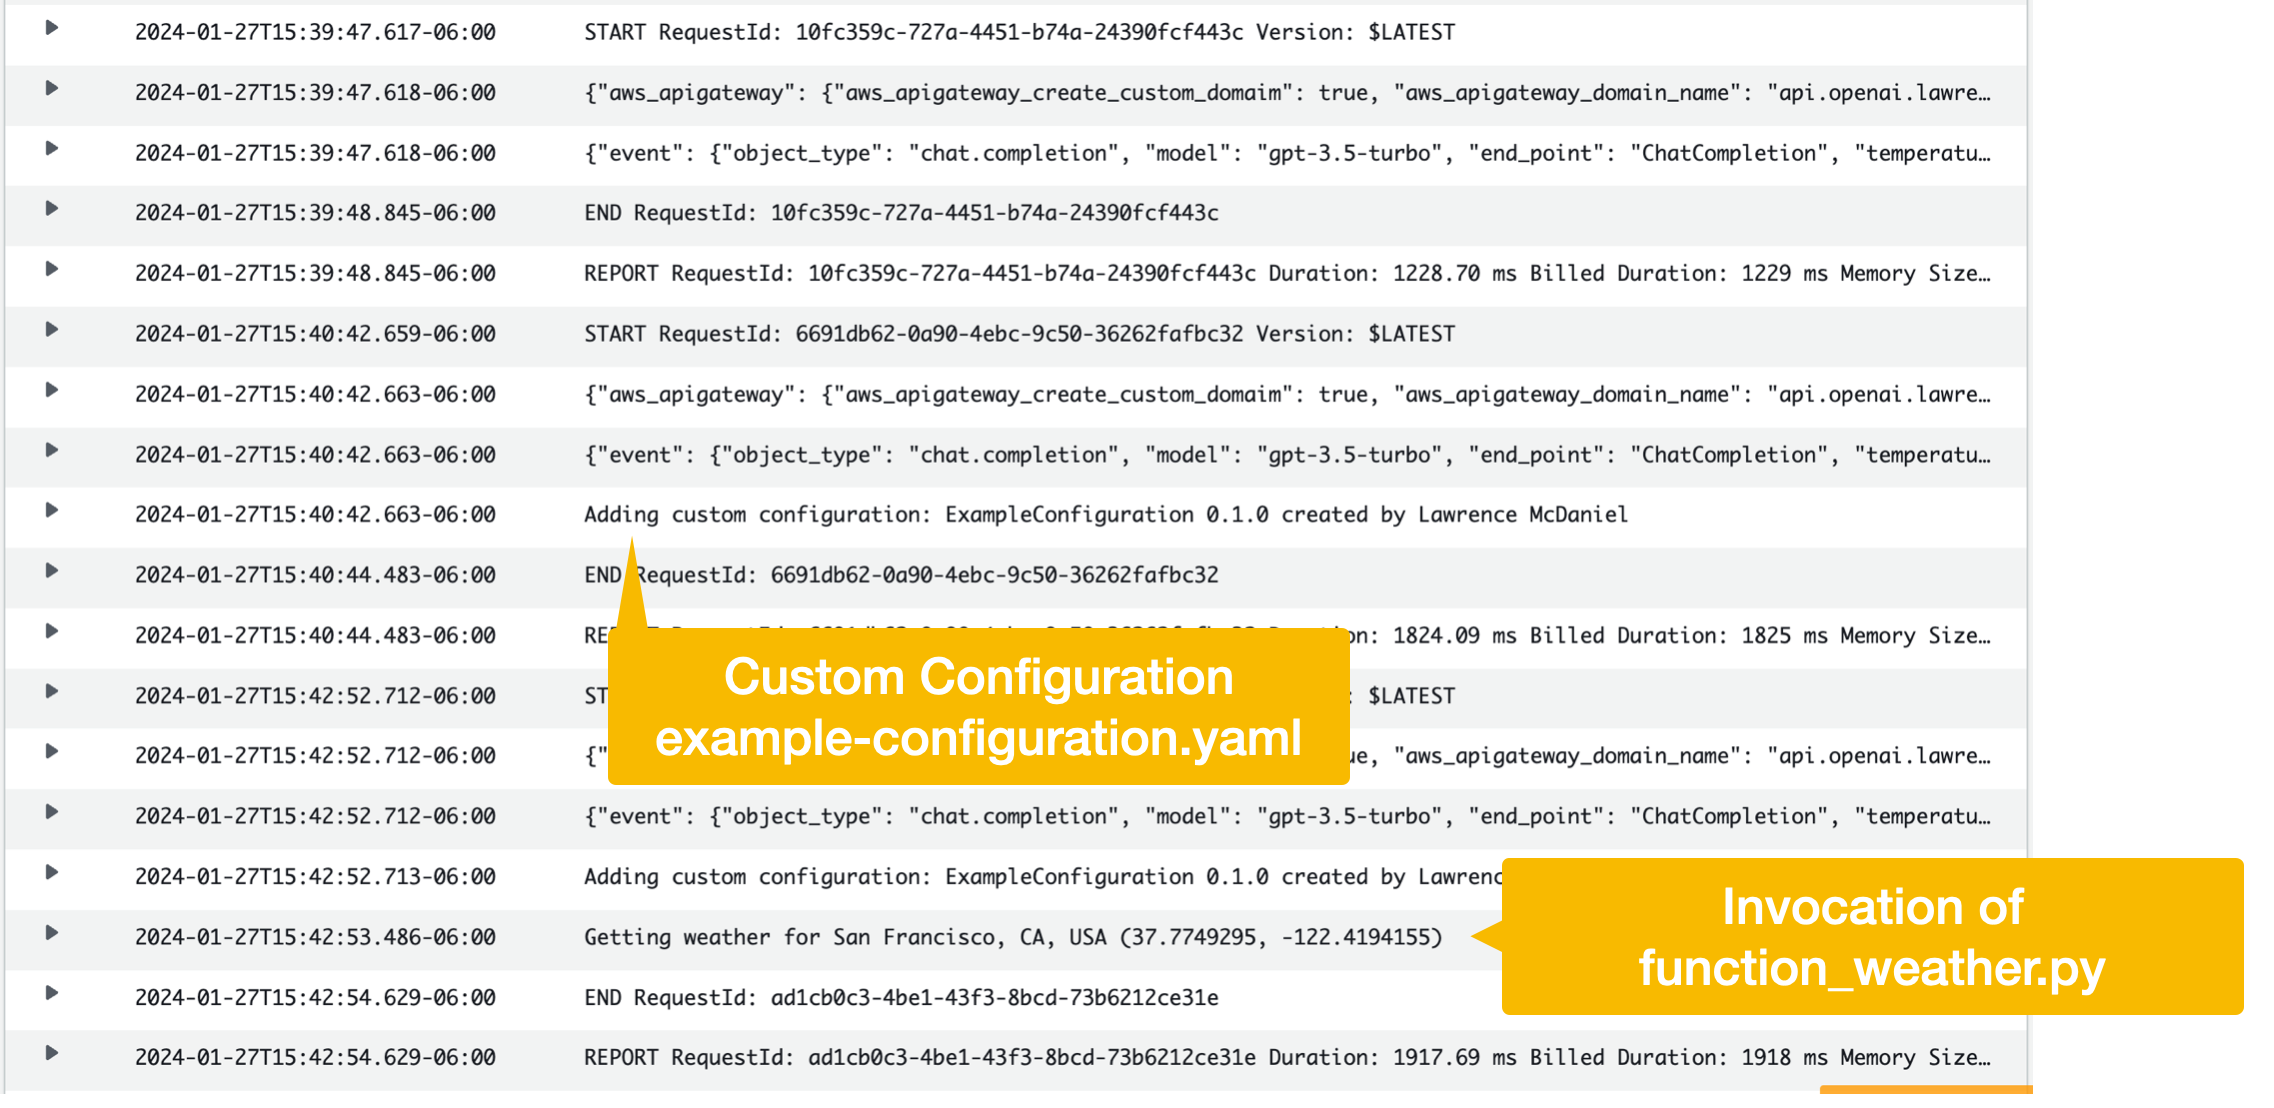 2024-01-27T15:39:47.617-06:00 START RequestId: 10fc359c-727a-4451-b74a-24390fcf443c Version: $LATEST
2024-01-27T15:39:47.618-06:00 {"aws_apigateway": {"aws_apigateway_create_custom_domaim": true, "aws_apigateway_domain_name": "api.openai.lawre…
2024-01-27T15:39:47.618-06:00 {"event": {"object_type": "chat.completion", "model": "gpt-3.5-turbo", "end_point": "ChatCompletion", "temperatu…
2024-01-27T15:39:48.845-06:00 END RequestId: 10fc359c-727a-4451-b74a-24390fcf443c
2024-01-27T15:39:48.845-06:00 REPORT RequestId: 10fc359c-727a-4451-b74a-24390fcf443c Duration: 1228.70 ms Billed Duration: 1229 ms Memory Size…
2024-01-27T15:40:42.659-06:00 START RequestId: 6691db62-0a90-4ebc-9c50-36262fafbc32 Version: $LATEST
2024-01-27T15:40:42.663-06:00 {"aws_apigateway": {"aws_apigateway_create_custom_domaim": true, "aws_apigateway_domain_name": "api.openai.lawre…
2024-01-27T15:40:42.663-06:00 {"event": {"object_type": "chat.completion", "model": "gpt-3.5-turbo", "end_point": "ChatCompletion", "temperatu…
2024-01-27T15:40:42.663-06:00 Adding custom configuration: ExampleConfiguration 0.1.0 created by Lawrence McDaniel
2024-01-27T15:40:44.483-06:00 END RequestId: 6691db62-0a90-4ebc-9c50-36262fafbc32
2024-01-27T15:40:44.483-06:00 1824.09 ms Billed Duration: 1825 ms Memory Size…
Custom Configuration
example-configuration.yaml
2024-01-27T15:42:52.712-06:00 $LATEST
2024-01-27T15:42:52.712-06:00 "aws_apigateway_domain_name": "api.openai.lawre…
2024-01-27T15:42:52.712-06:00 {"event": {"object_type": "chat.completion", "model": "gpt-3.5-turbo", "end_point": "ChatCompletion", "temperatu…
2024-01-27T15:42:52.713-06:00 Adding custom configuration: ExampleConfiguration 0.1.0 created by Lawrenc
2024-01-27T15:42:53.486-06:00 Getting weather for San Francisco, CA, USA (37.7749295, -122.4194155)
Invocation of
function_weather.py
2024-01-27T15:42:54.629-06:00 END RequestId: ad1cb0c3-4be1-43f3-8bcd-73b6212ce31e
2024-01-27T15:42:54.629-06:00 REPORT RequestId: ad1cb0c3-4be1-43f3-8bcd-73b6212ce31e Duration: 1917.69 ms Billed Duration: 1918 ms Memory Size…